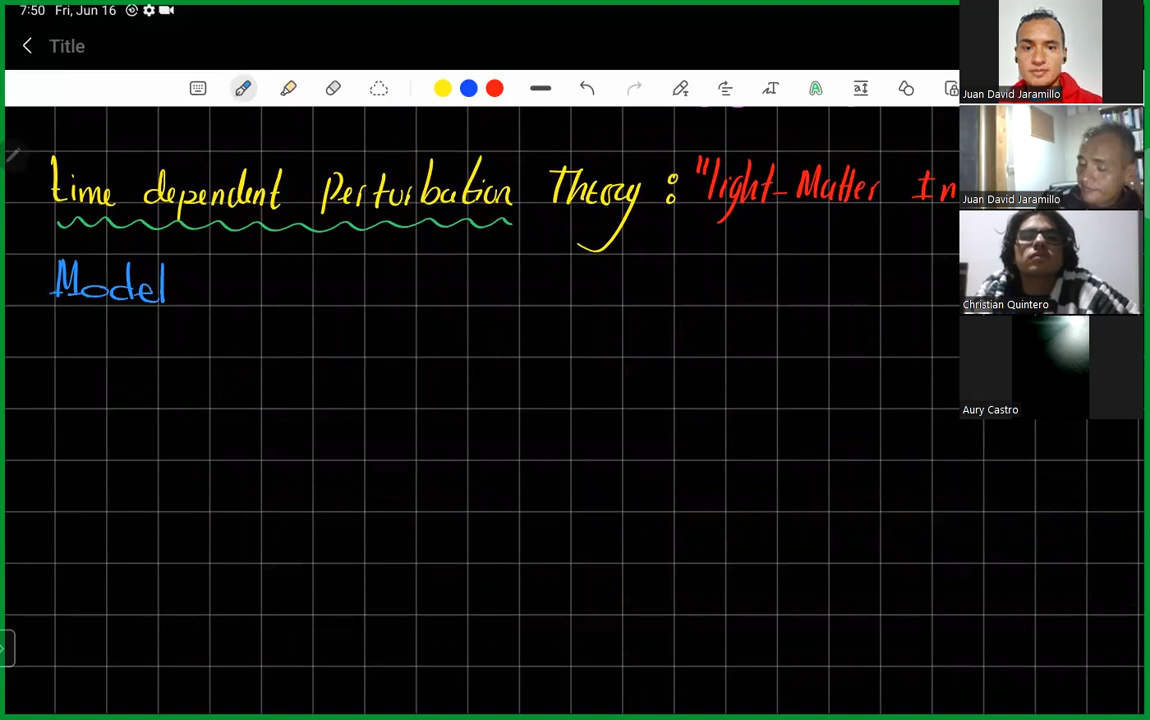 7:50 Fri, Jun 16
Title
Juan David Jaramillo
time dependent Perturbation Theory : "light-Matter In
Juan David Jaramillo
Model
Christian Quintero
Aury Castro